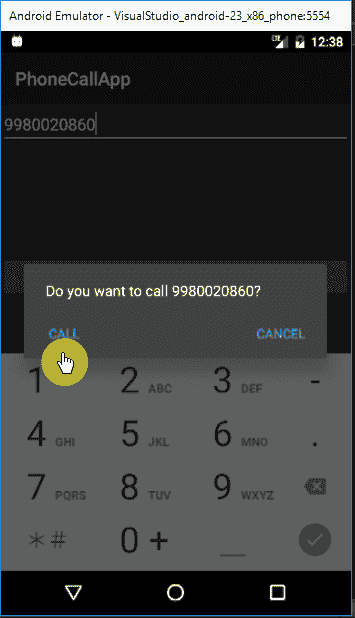 Android Emulator - VisualStudio_android-23_x86_phone:5554
LTE 12:38
PhoneCallApp
9980020860
Do you want to call 9980020860?
CALL CANCEL
1 2 ABC 3 DEF -
4 GHI 5 JKL 6 MNO .
7 PQRS 8 TUV 9 WXYZ
*# 0 + _